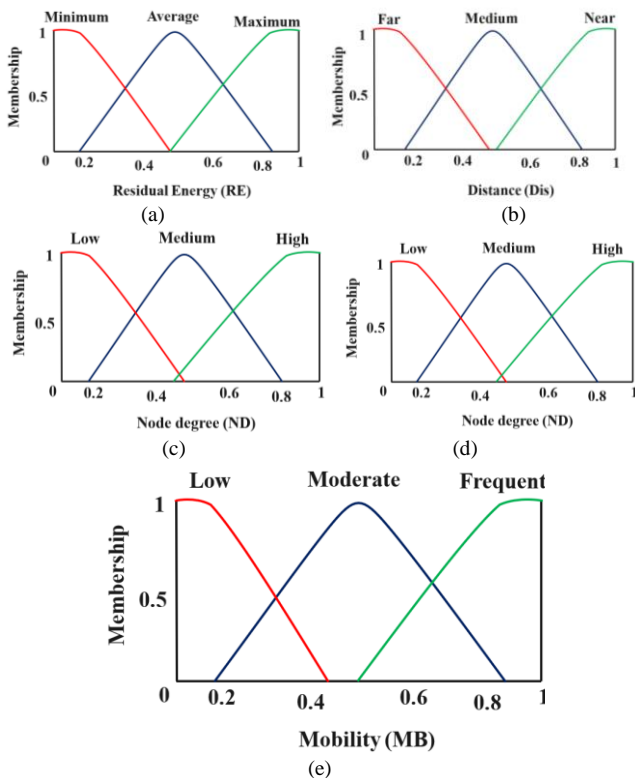 Minimum Average Maximum
1
0.5
Membership
0 0.2 0.4 0.6 0.8 1
Residual Energy (RE)
(a)
Far Medium Near
1
0.5
Membership
0 0.2 0.4 0.6 0.8 1
Distance (Dis)
(b)
Low Medium High
1
0.5
Membership
0 0.2 0.4 0.6 0.8 1
Node degree (ND)
(c)
Low Medium High
1
0.5
Membership
0 0.2 0.4 0.6 0.8 1
Node degree (ND)
(d)
Low Moderate Frequent
1
0.5
Membership
0 0.2 0.4 0.6 0.8 1
Mobility (MB)
(e)